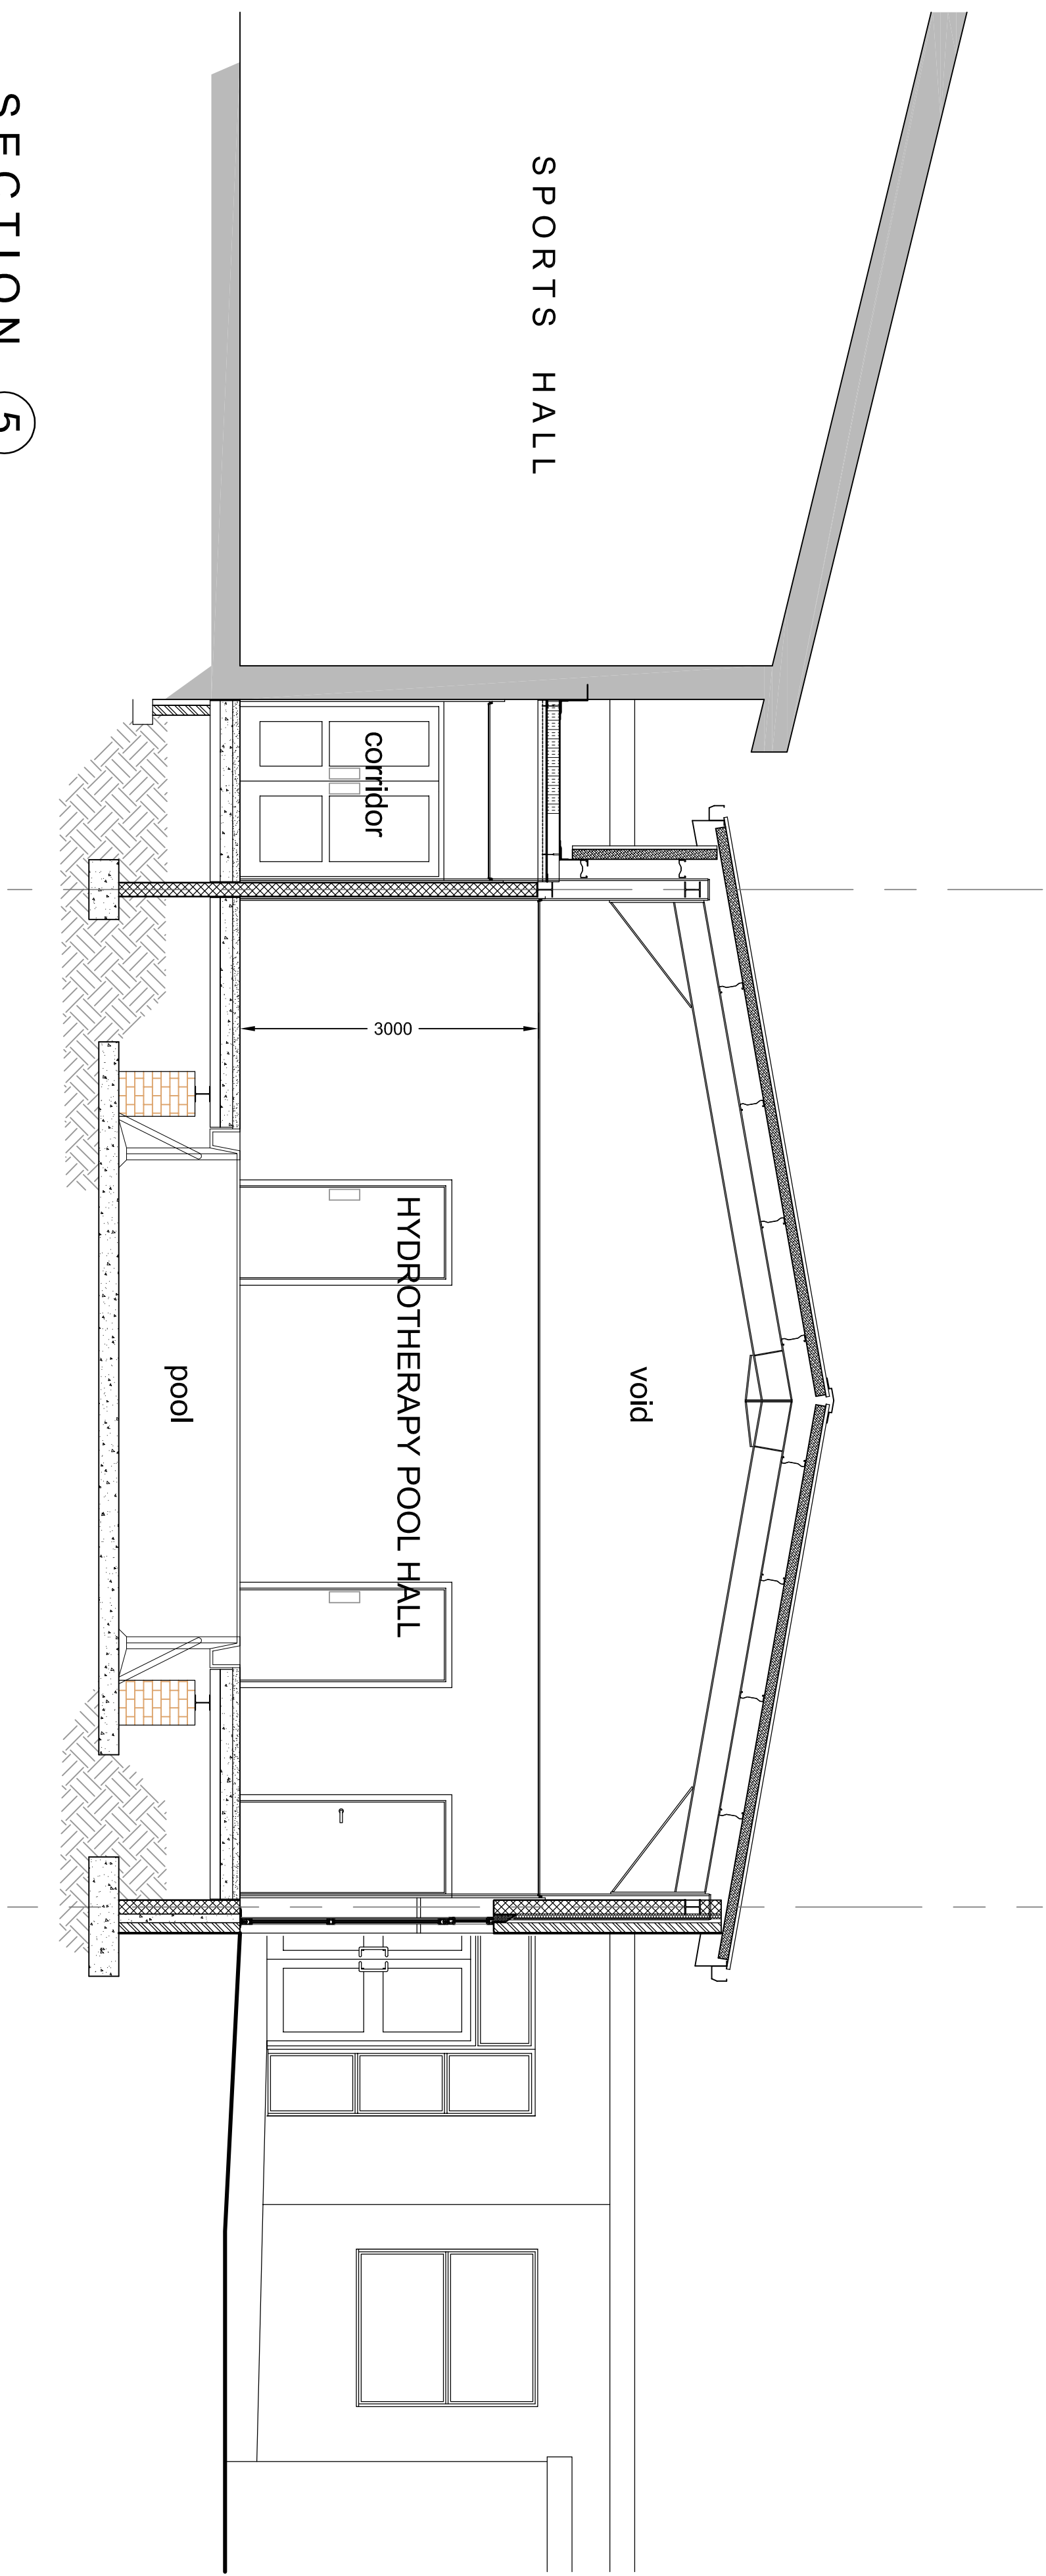 SPORTS HALL
corridor
3000
void
HYDROTHERAPY POOL HALL
pool
SECTION 5